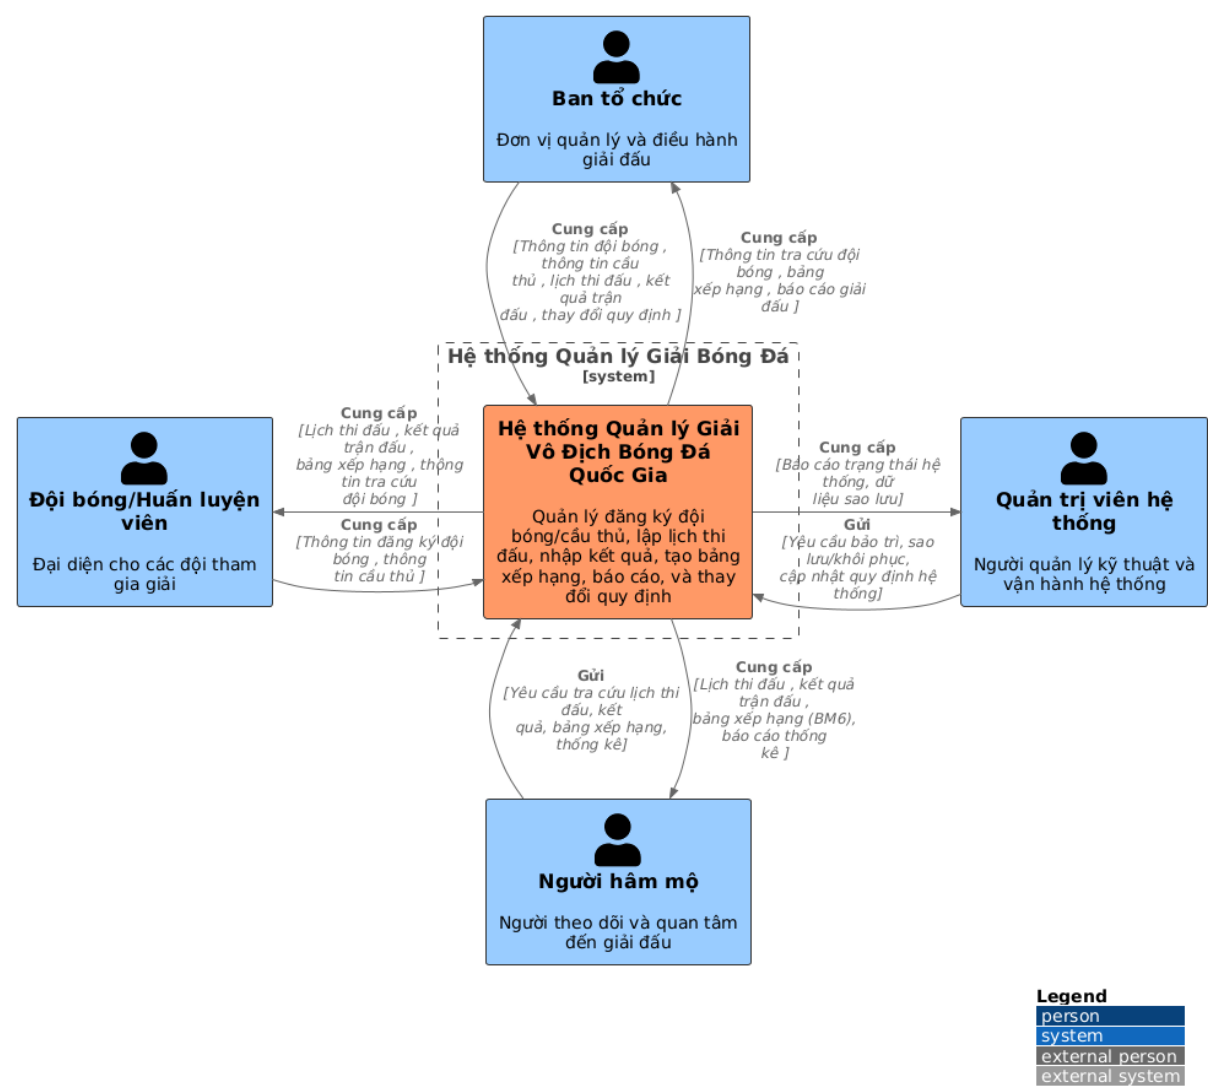 Ban tổ chức
Đơn vị quản lý và điều hành
giải đấu
Cung cấp
[Thông tin đội bóng ,
thông tin cầu
thủ , lịch thi đấu , kết
quả trận
đấu , thay đổi quy định ]
Cung cấp
[Thông tin tra cứu đội
bóng , bảng
xếp hạng , báo cáo giải
đấu ]
Hệ thống Quản lý Giải Bóng Đá
[system]
Cung cấp
[Lịch thi đấu , kết quả
trận đấu ,
bảng xếp hạng , thông
tin tra cứu
đội bóng ]
Đội bóng/Huấn luyện
viên
Đại diện cho các đội tham
gia giải
Cung cấp
[Thông tin đăng ký đội
bóng , thông
tin cầu thủ ]
Hệ thống Quản lý Giải
Vô Địch Bóng Đá
Quốc Gia
Quản lý đăng ký đội
bóng/cầu thủ, lập lịch thi
đấu, nhập kết quả, tạo bảng
xếp hạng, báo cáo, và thay
đổi quy định
Cung cấp
[Báo cáo trạng thái hệ
thống, dữ
liệu sao lưu]
Gửi
[Yêu cầu bảo trì, sao
lưu/khôi phục,
cập nhật quy định hệ
thống]
Quản trị viên hệ
thống
Người quản lý kỹ thuật và
vận hành hệ thống
Gửi
[Yêu cầu tra cứu lịch thi
đấu, kết
quả, bảng xếp hạng,
thống kê]
Cung cấp
[Lịch thi đấu , kết quả
trận đấu ,
bảng xếp hạng (BM6),
báo cáo thống
kê ]
Người hâm mộ
Người theo dõi và quan tâm
đến giải đấu
Legend
person
system
external person
external system